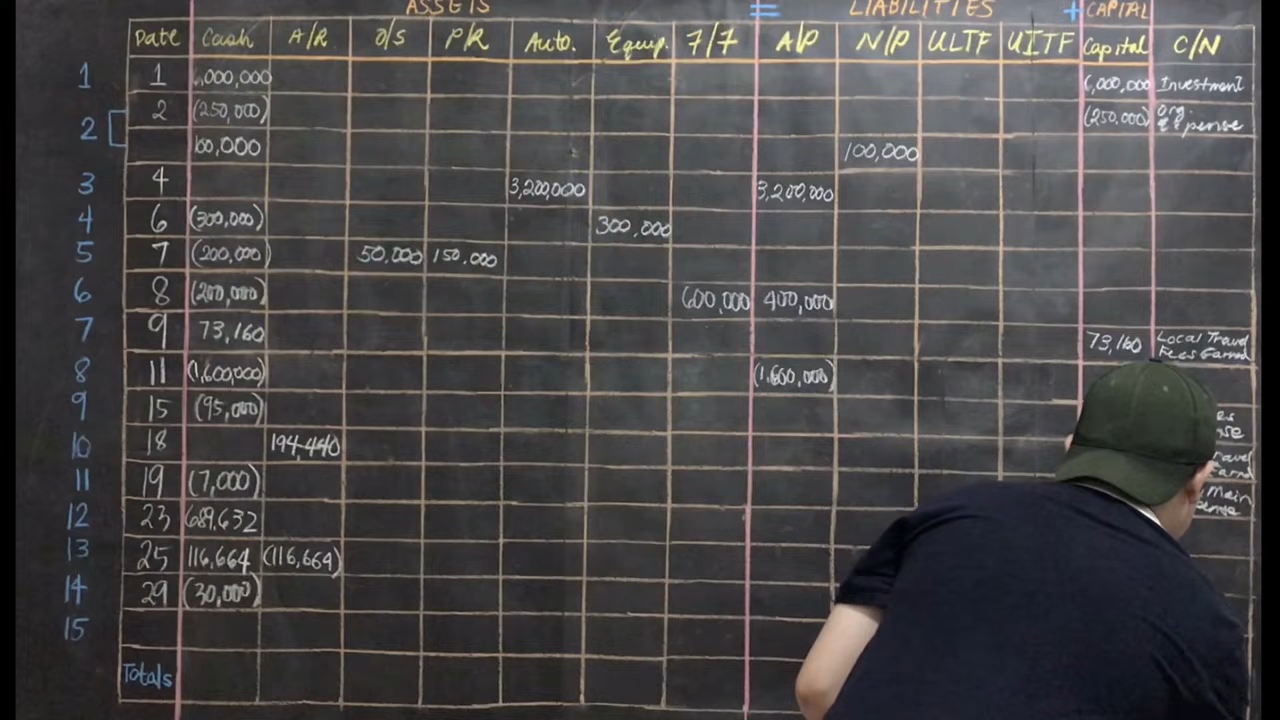 ASSETS = LIABILITIES + CAPITAL
Date Cash A/R O/S P/R Auto. Equip. 7/7 A/P N/P ULTF UITF Capital C/N
1 1 6,000,000 6,000,000 Investment
2 2 (250,000) (250,000) Org. Expense
100,000 100,000
3 4 3,200,000 3,200,000
4 6 (300,000) 300,000
5 7 (200,000) 50,000 150,000
6 8 (200,000) 600,000 400,000
7 9 73,160 73,160 Local Travel Fees Earned
8 11 (1,600,000) (1,600,000)
9 15 (95,000)
10 18 194,440
11 19 (7,000) Main
12 23 689,632
13 25 116,664 (116,664)
14 29 (30,000)
15
Totals